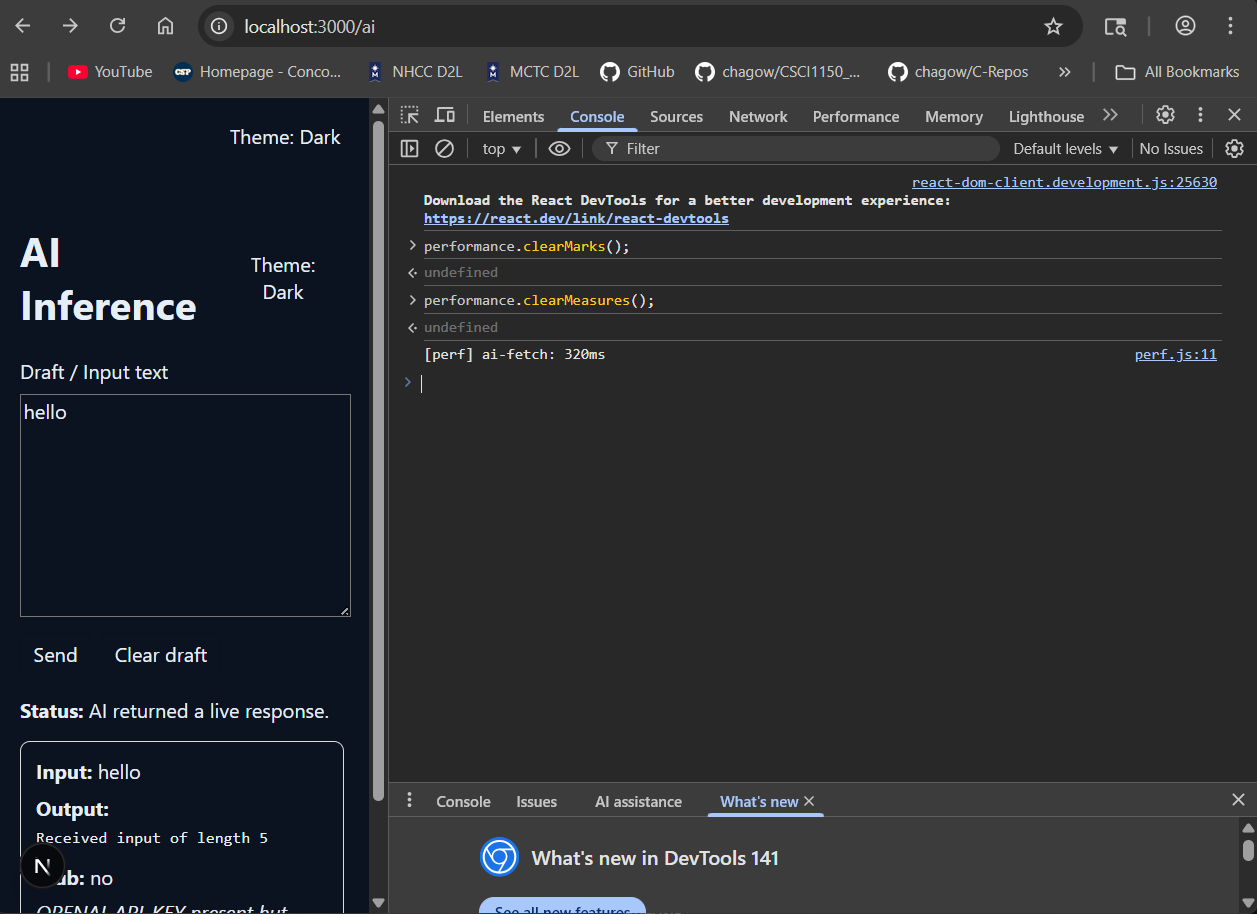 localhost:3000/ai
YouTube
CSP Homepage - Conco...
NHCC D2L
MCTC D2L
GitHub
chagow/CSCI1150_...
chagow/C-Repos
All Bookmarks
Theme: Dark
AI
Inference
Theme:
Dark
Draft / Input text
hello
Send Clear draft
Status: AI returned a live response.
Input: hello
Output:
Received input of length 5
N
ub: no
OPENAI_API_KEY present but
Elements Console Sources Network Performance Memory Lighthouse
top Filter Default levels No Issues
react-dom-client.development.js:25630
Download the React DevTools for a better development experience:
https://react.dev/link/react-devtools
performance.clearMarks();
undefined
performance.clearMeasures();
undefined
[perf] ai-fetch: 320ms perf.js:11
Console Issues AI assistance What's new
What's new in DevTools 141
See all new features